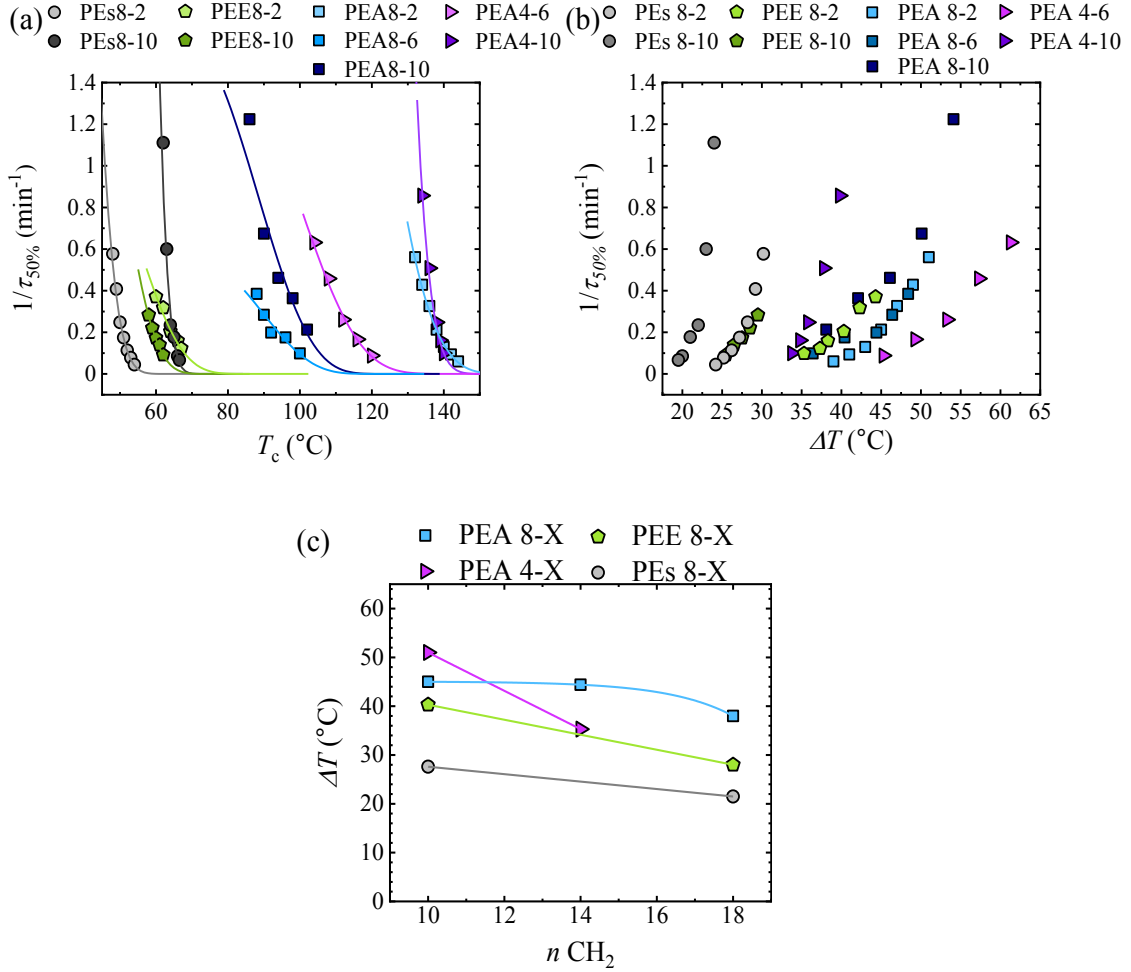 (a)
PEs8-2 PEE8-2 PEA8-2 PEA4-6
PEs8-10 PEE8-10 PEA8-6 PEA4-10
PEA8-10
1.4
1.2
1
0.8
0.6
0.4
0.2
0
1/τ50% (min-1)
60 80 100 120 140
Tc (°C)
(b)
PEs 8-2 PEE 8-2 PEA 8-2 PEA 4-6
PEs 8-10 PEE 8-10 PEA 8-6 PEA 4-10
PEA 8-10
1.4
1.2
1
0.8
0.6
0.4
0.2
0
1/τ50% (min-1)
20 25 30 35 40 45 50 55 60 65
ΔT (°C)
(c)
PEA 8-X PEE 8-X
PEA 4-X PEs 8-X
60
50
40
30
20
10
0
ΔT (°C)
10 12 14 16 18
n CH2